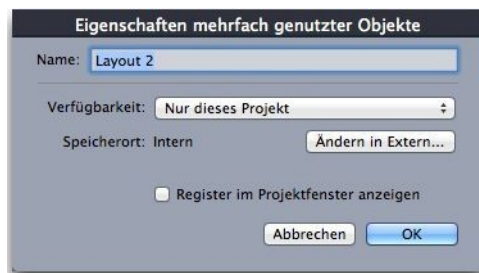 Eigenschaften mehrfach genutzter Objekte
Name: Layout 2
Verfügbarkeit: Nur dieses Projekt
Speicherort: Intern Ändern in Extern...
Register im Projektfenster anzeigen
Abbrechen OK